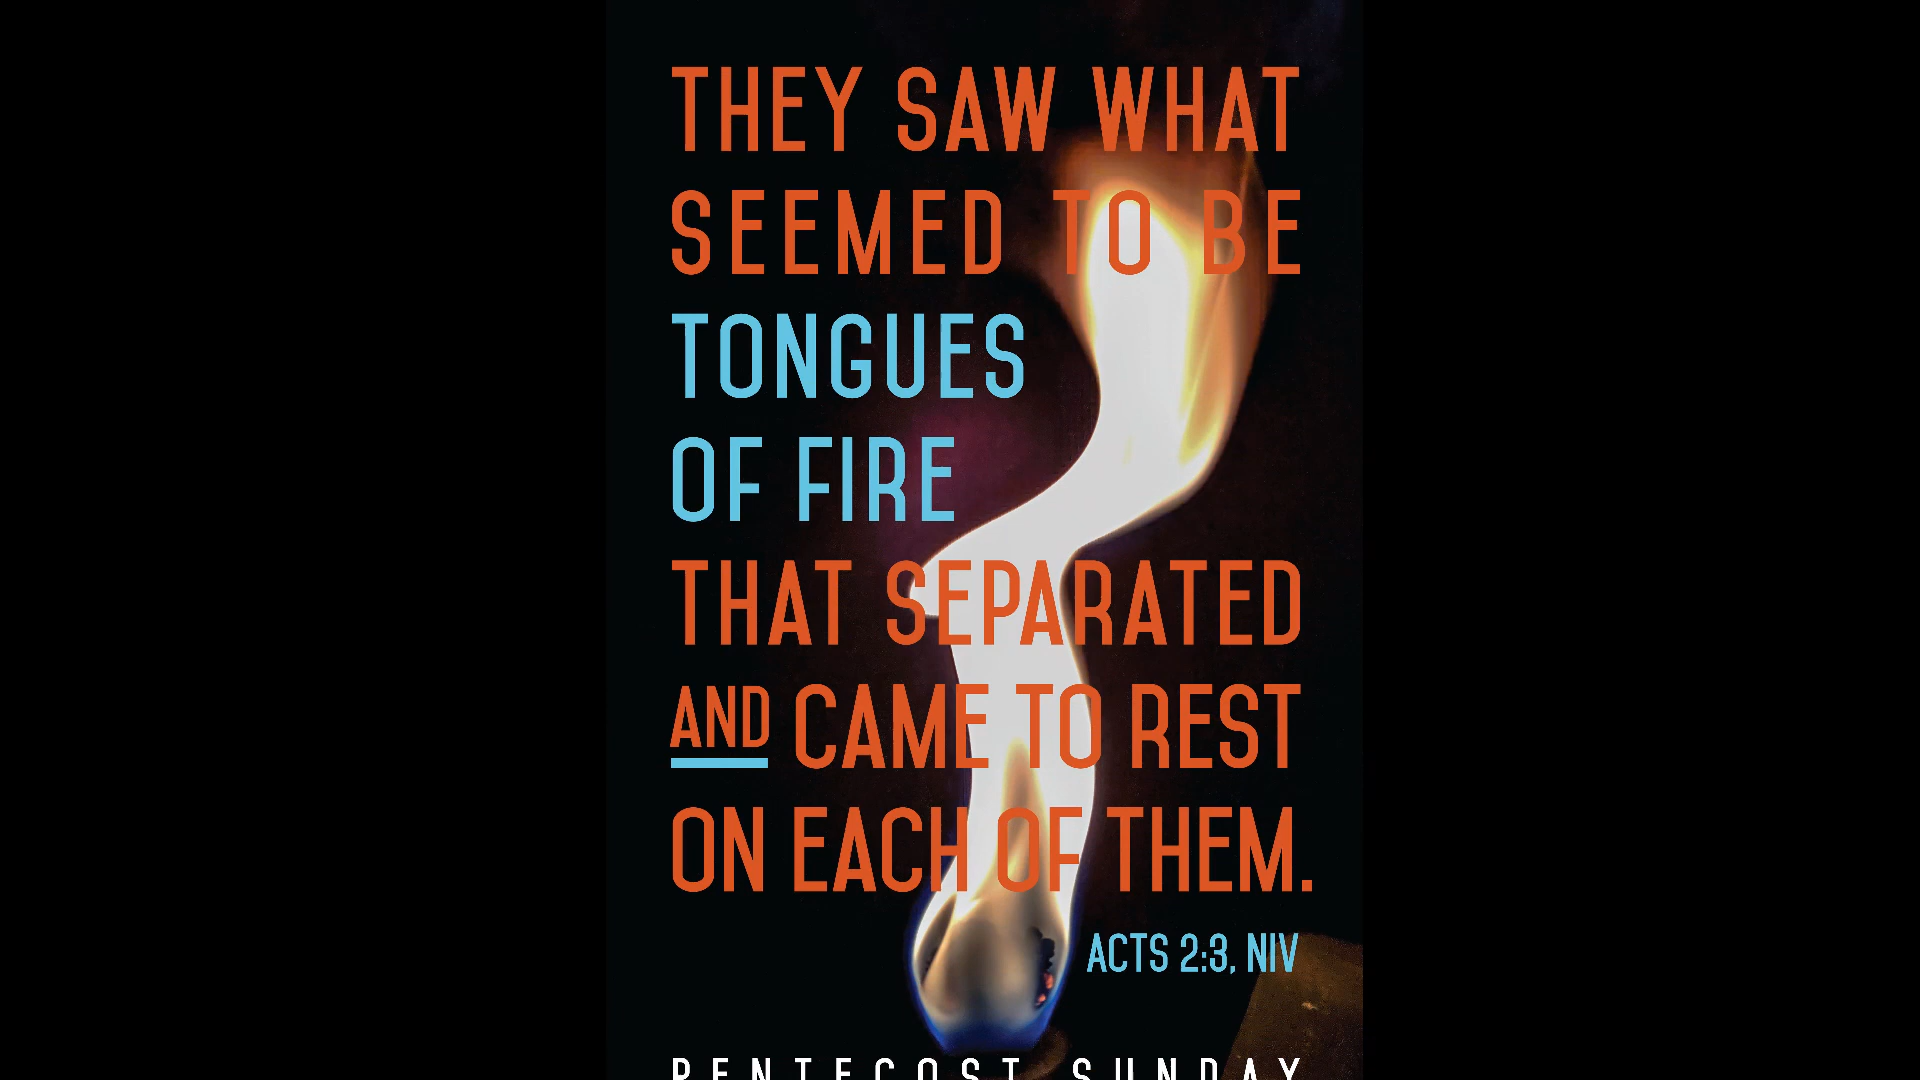 THEY SAW WHAT
SEEMED TO BE
TONGUES
OF FIRE
THAT SEPARATED
AND CAME TO REST
ON EACH OF THEM.
ACTS 2:3, NIV
PENTECOST SUNDAY